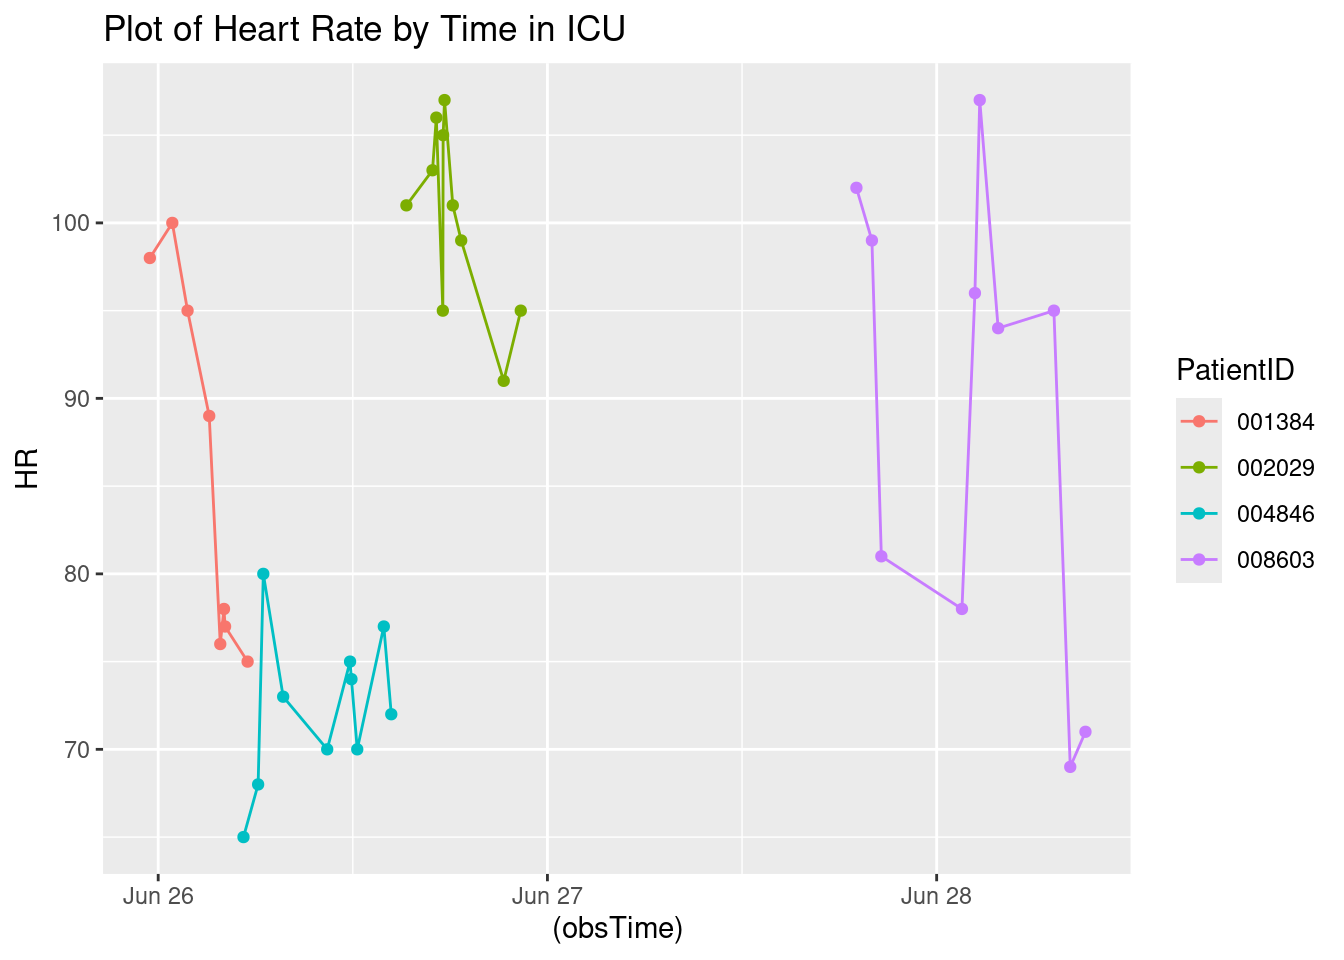 Plot of Heart Rate by Time in ICU
HR
100
90
80
70
Jun 26
Jun 27
Jun 28
(obsTime)
PatientID
001384
002029
004846
008603